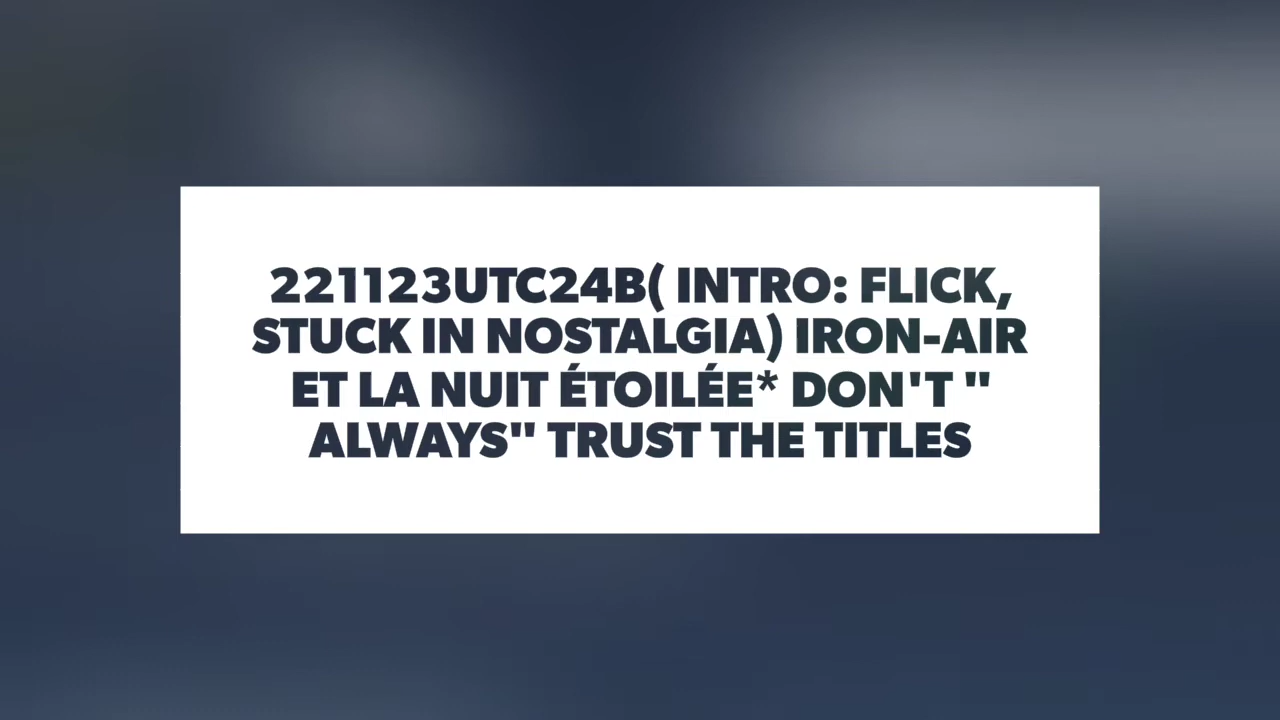 221123UTC24B( INTRO: FLICK,
STUCK IN NOSTALGIA) IRON-AIR
ET LA NUIT ÉTOILÉE* DON'T "
ALWAYS" TRUST THE TITLES